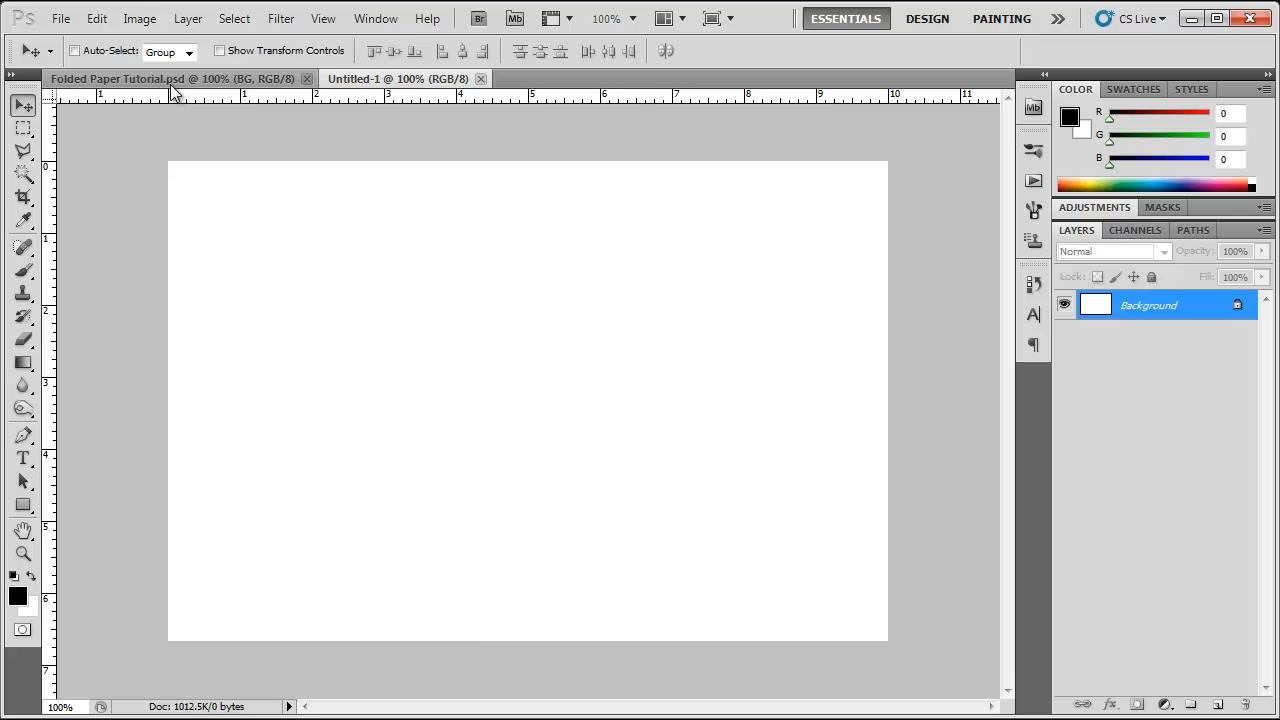 Ps File Edit Image Layer Select Filter View Window Help Br Mb 100% ESSENTIALS DESIGN PAINTING CS Live
Auto-Select: Group Show Transform Controls
Folded Paper Tutorial.psd @ 100% (BG, RGB/8) Untitled-1 @ 100% (RGB/8)
1 1 2 3 4 5 6 7 8 9 10 11
0
1
2
3
4
5
6
7
T
Mb
A
COLOR SWATCHES STYLES
R 0
G 0
B 0
ADJUSTMENTS MASKS
LAYERS CHANNELS PATHS
Normal Opacity: 100%
Lock: Fill: 100%
Background
fx
100% Doc: 1012.5K/0 bytes